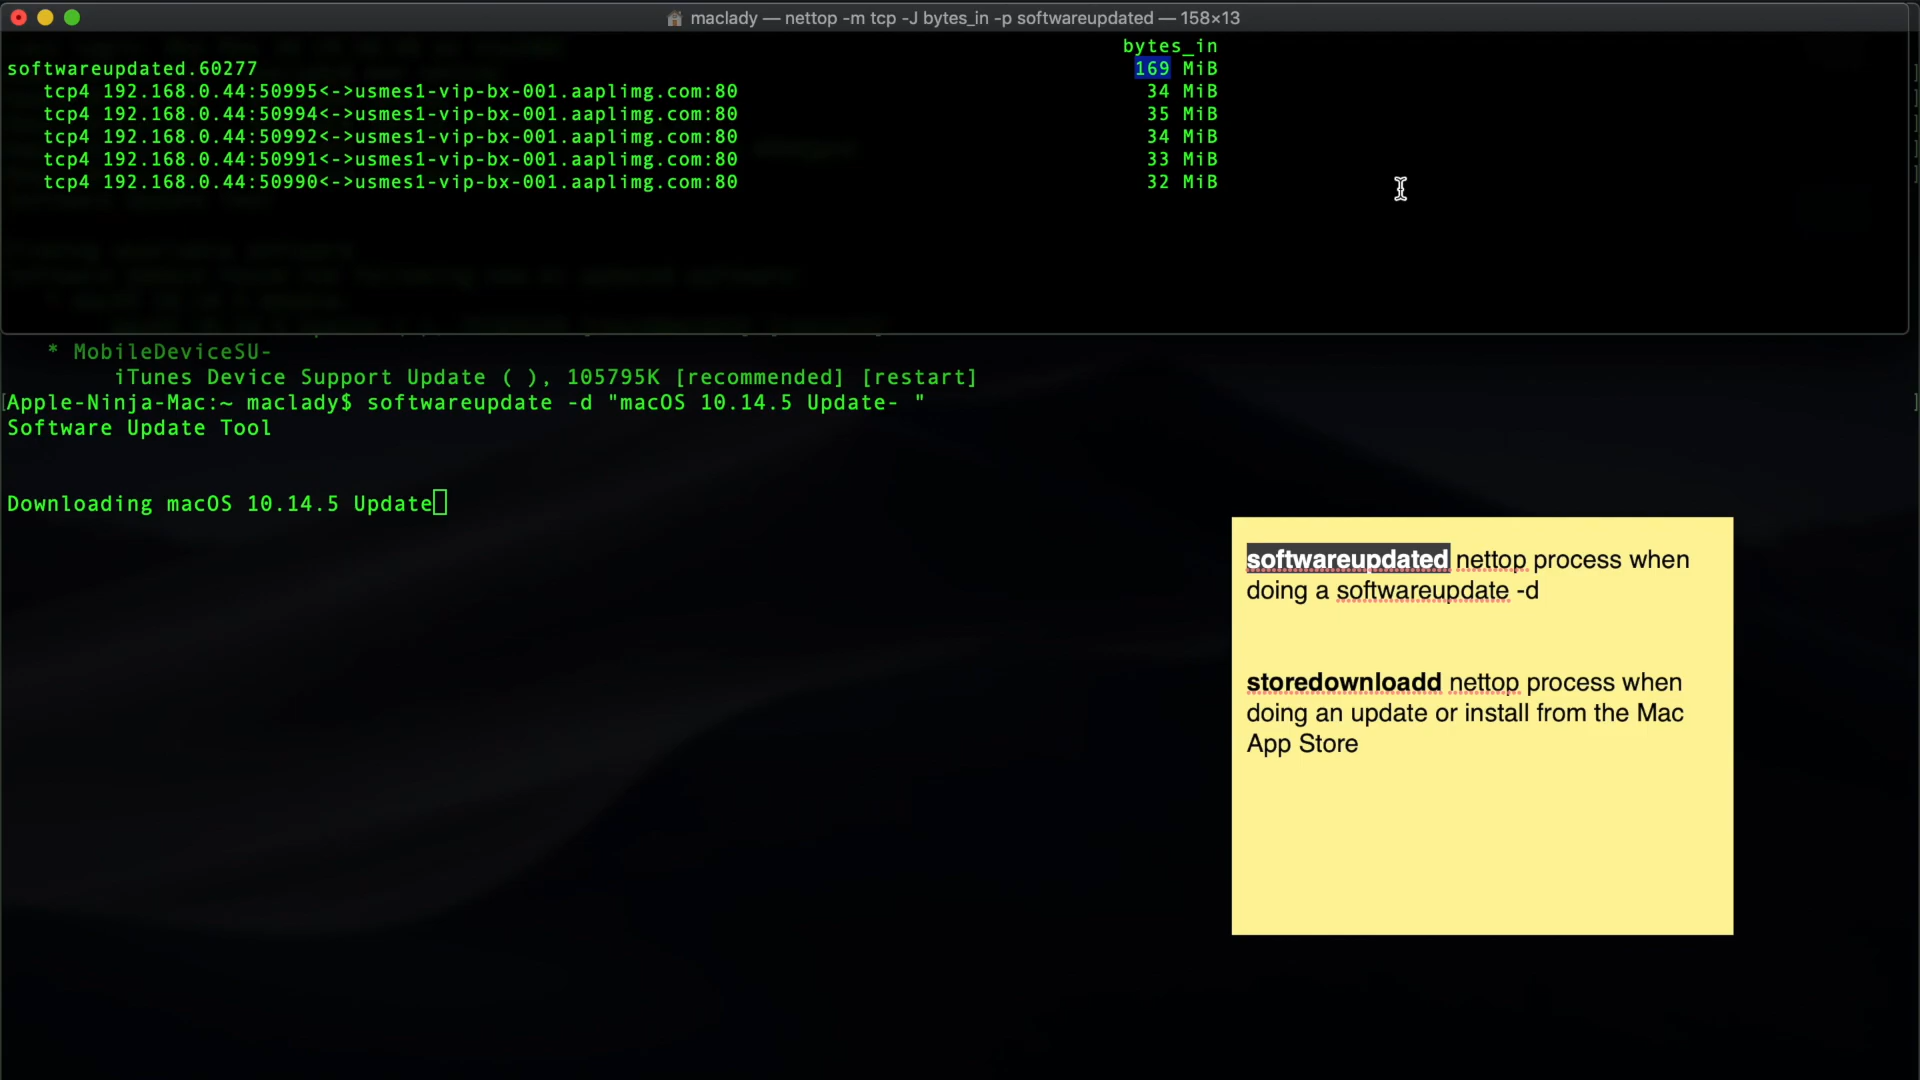 maclady — nettop -m tcp -J bytes_in -p softwareupdated — 158×13
bytes_in
softwareupdated.60277 169 MiB
tcp4 192.168.0.44:50995<->usmes1-vip-bx-001.aaplimg.com:80 34 MiB
tcp4 192.168.0.44:50994<->usmes1-vip-bx-001.aaplimg.com:80 35 MiB
tcp4 192.168.0.44:50992<->usmes1-vip-bx-001.aaplimg.com:80 34 MiB
tcp4 192.168.0.44:50991<->usmes1-vip-bx-001.aaplimg.com:80 33 MiB
tcp4 192.168.0.44:50990<->usmes1-vip-bx-001.aaplimg.com:80 32 MiB
* MobileDeviceSU-
iTunes Device Support Update ( ), 105795K [recommended] [restart]
[Apple-Ninja-Mac:~ maclady$ softwareupdate -d "macOS 10.14.5 Update- " ]
Software Update Tool
Downloading macOS 10.14.5 Update
softwareupdated nettop process when
doing a softwareupdate -d
storedownloadd nettop process when
doing an update or install from the Mac
App Store